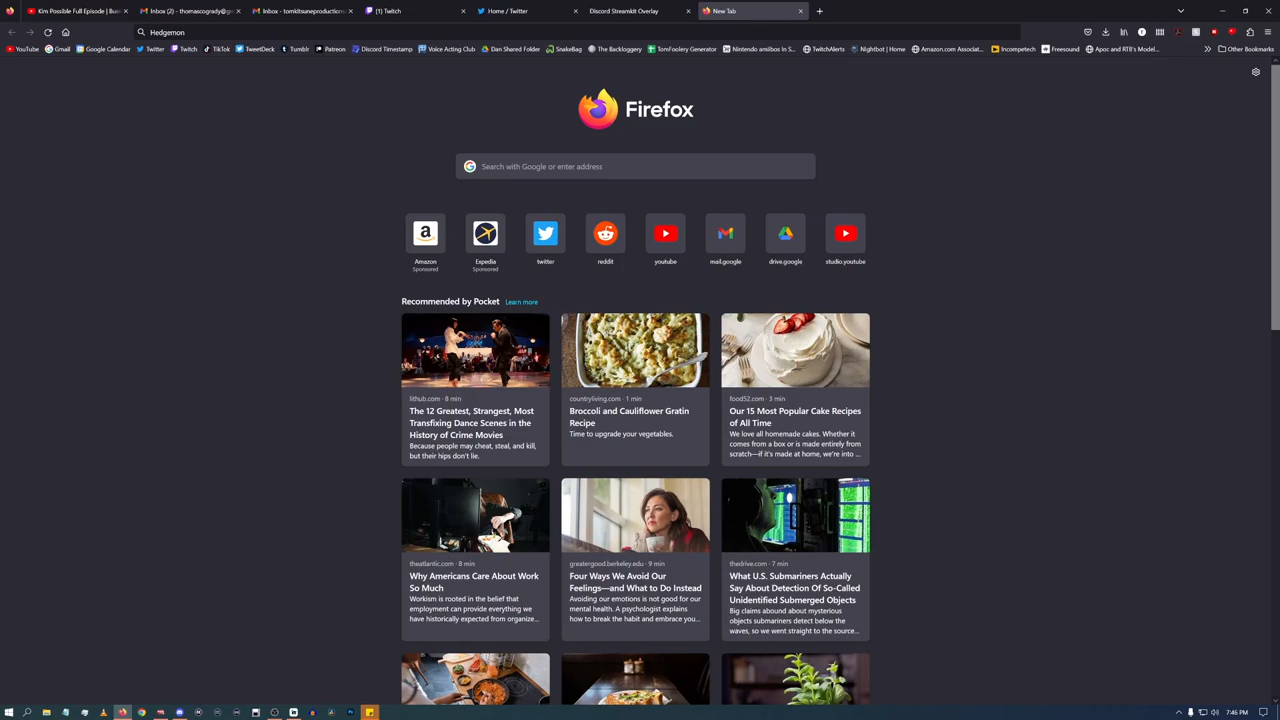 Kim Possible Full Episode | Bue
Inbox (2) - thomascogrady@g
Inbox - tomkitsuneproductions
(1) Twitch
Home / Twitter
Discord Streamkit Overlay
New Tab
Hedgemon
YouTube Gmail Google Calendar Twitter Twitch TikTok TweetDeck Tumblr Patreon Discord Timestamp Voice Acting Club Dan Shared Folder SnakeBag The Backloggery TomFoolery Generator Nintendo amiibos In S... TwitchAlerts Nightbot | Home Amazon.com Associat... Incompetech Freesound Apoc and RTB's Model... Other Bookmarks
Firefox
Search with Google or enter address
Amazon
Sponsored
Expedia
Sponsored
twitter
reddit
youtube
mail.google
drive.google
studio.youtube
Recommended by Pocket Learn more
lithub.com · 8 min
The 12 Greatest, Strangest, Most
Transfixing Dance Scenes in the
History of Crime Movies
Because people may cheat, steal, and kill,
but their hips don't lie.
countryliving.com · 1 min
Broccoli and Cauliflower Gratin
Recipe
Time to upgrade your vegetables.
food52.com · 3 min
Our 15 Most Popular Cake Recipes
of All Time
We love all homemade cakes. Whether it
comes from a box or is made entirely from
scratch—if it's made at home, we're into ...
theatlantic.com · 8 min
Why Americans Care About Work
So Much
Workism is rooted in the belief that
employment can provide everything we
have historically expected from organize...
greatergood.berkeley.edu · 9 min
Four Ways We Avoid Our
Feelings—and What to Do Instead
Avoiding our emotions is not good for our
mental health. A psychologist explains
how to break the habit and embrace you...
thedrive.com · 7 min
What U.S. Submariners Actually
Say About Detection Of So-Called
Unidentified Submerged Objects
Big claims abound about mysterious
objects submariners detect below the
waves, so we went straight to the source...
7:46 PM